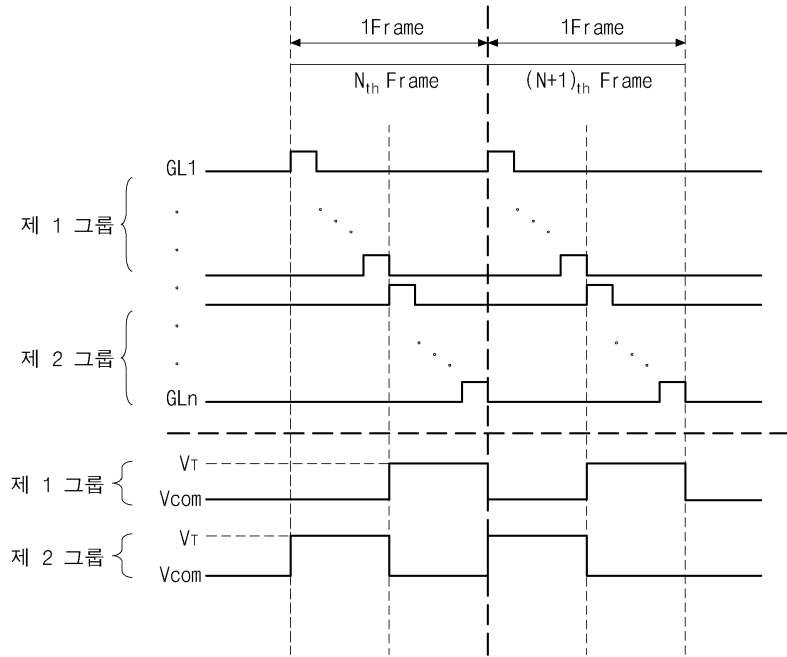 1Frame 1Frame
Nth Frame (N+1)th Frame
GL1
제 1 그룹
제 2 그룹
GLn
VT
제 1 그룹
Vcom
VT
제 2 그룹
Vcom